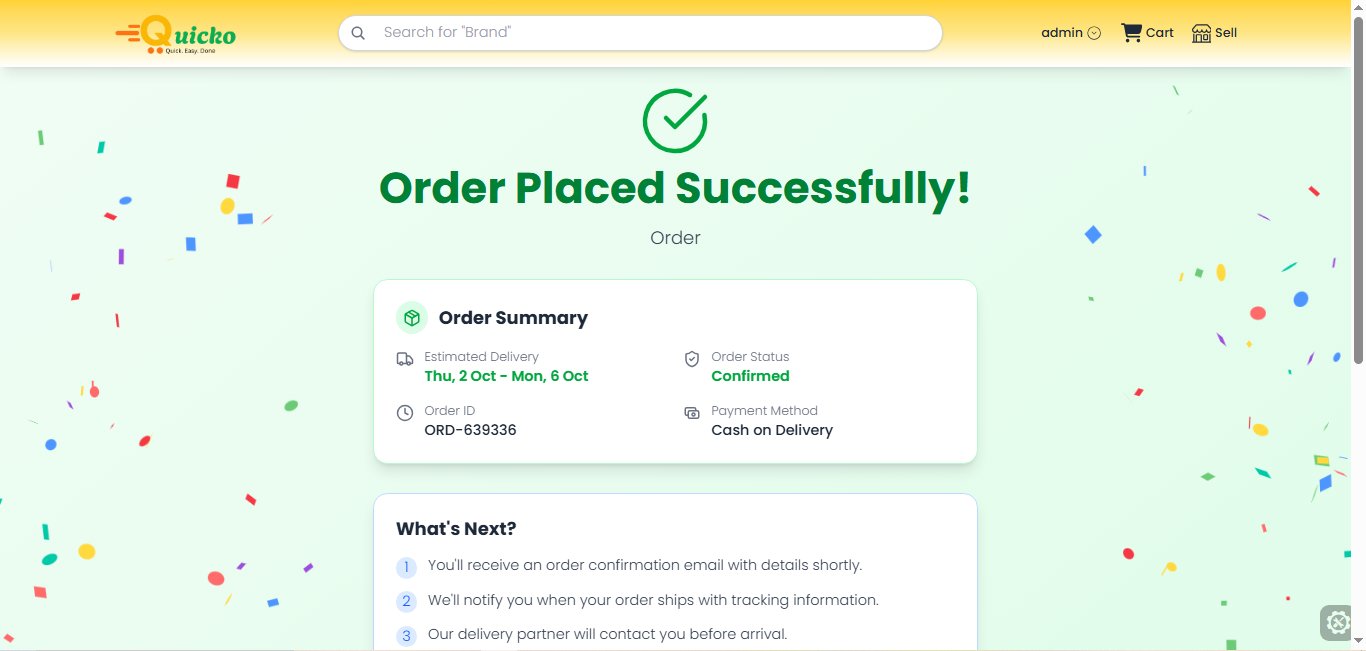 Quicko
Quick. Easy. Done
Search for "Brand"
admin
Cart
Sell
Order Placed Successfully!
Order
Order Summary
Estimated Delivery
Thu, 2 Oct - Mon, 6 Oct
Order Status
Confirmed
Order ID
ORD-639336
Payment Method
Cash on Delivery
What's Next?
1 You'll receive an order confirmation email with details shortly.
2 We'll notify you when your order ships with tracking information.
3 Our delivery partner will contact you before arrival.